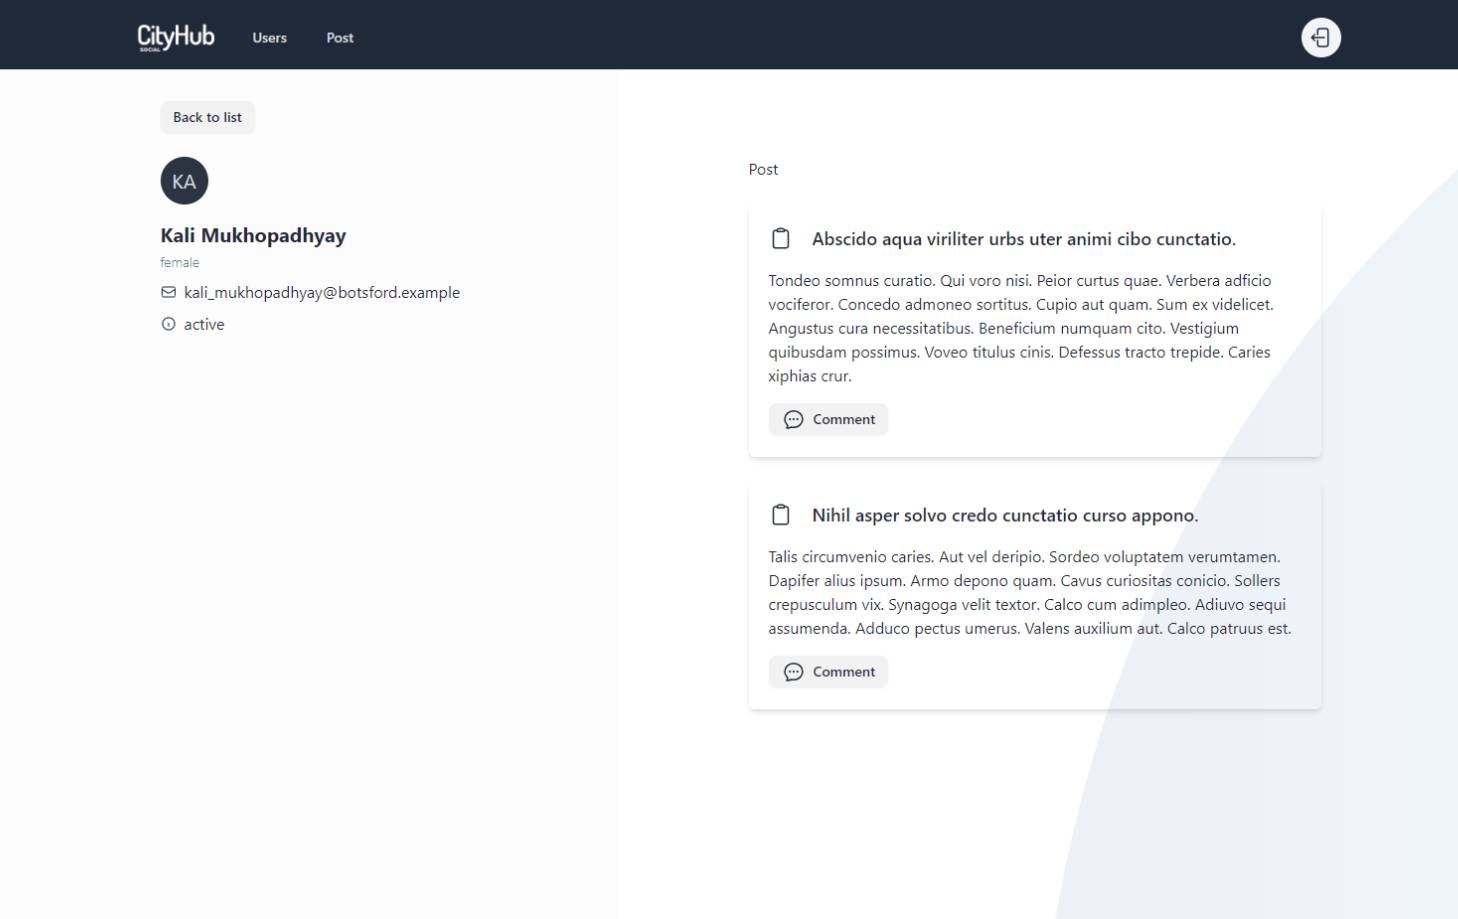 CityHub
SOCIAL
Users
Post
Back to list
KA
Kali Mukhopadhyay
female
kali_mukhopadhyay@botsford.example
active
Post
Abscido aqua viriliter urbs uter animi cibo cunctatio.
Tondeo somnus curatio. Qui voro nisi. Peior curtus quae. Verbera adficio
vociferor. Concedo admoneo sortitus. Cupio aut quam. Sum ex videlicet.
Angustus cura necessitatibus. Beneficium numquam cito. Vestigium
quibusdam possimus. Voveo titulus cinis. Defessus tracto trepide. Caries
xiphias crur.
Comment
Nihil asper solvo credo cunctatio curso appono.
Talis circumvenio caries. Aut vel deripio. Sordeo voluptatem verumtamen.
Dapifer alius ipsum. Armo depono quam. Cavus curiositas conicio. Sollers
crepusculum vix. Synagoga velit textor. Calco cum adimpleo. Adiuvo sequi
assumenda. Adduco pectus umerus. Valens auxilium aut. Calco patruus est.
Comment